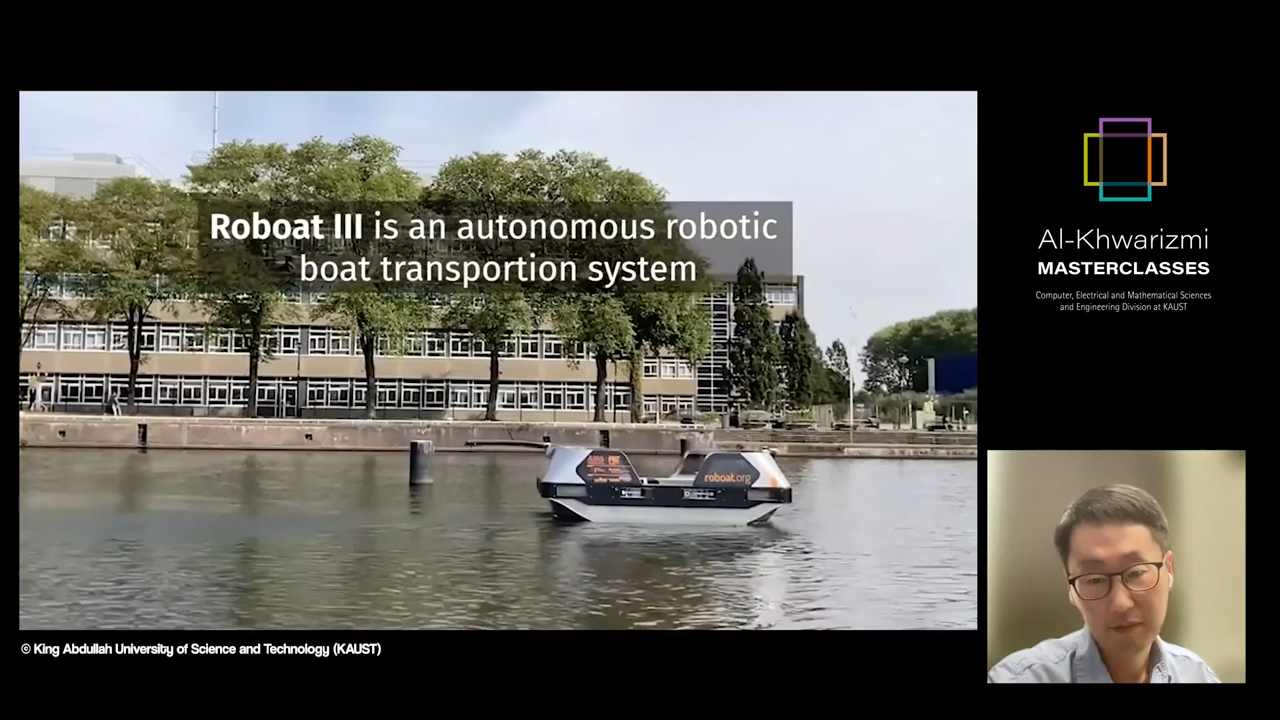 Roboat III is an autonomous robotic
boat transportion system
roboat.org
Al-Khwarizmi
MASTERCLASSES
Computer, Electrical and Mathematical Sciences
and Engineering Division at KAUST
© King Abdullah University of Science and Technology (KAUST)